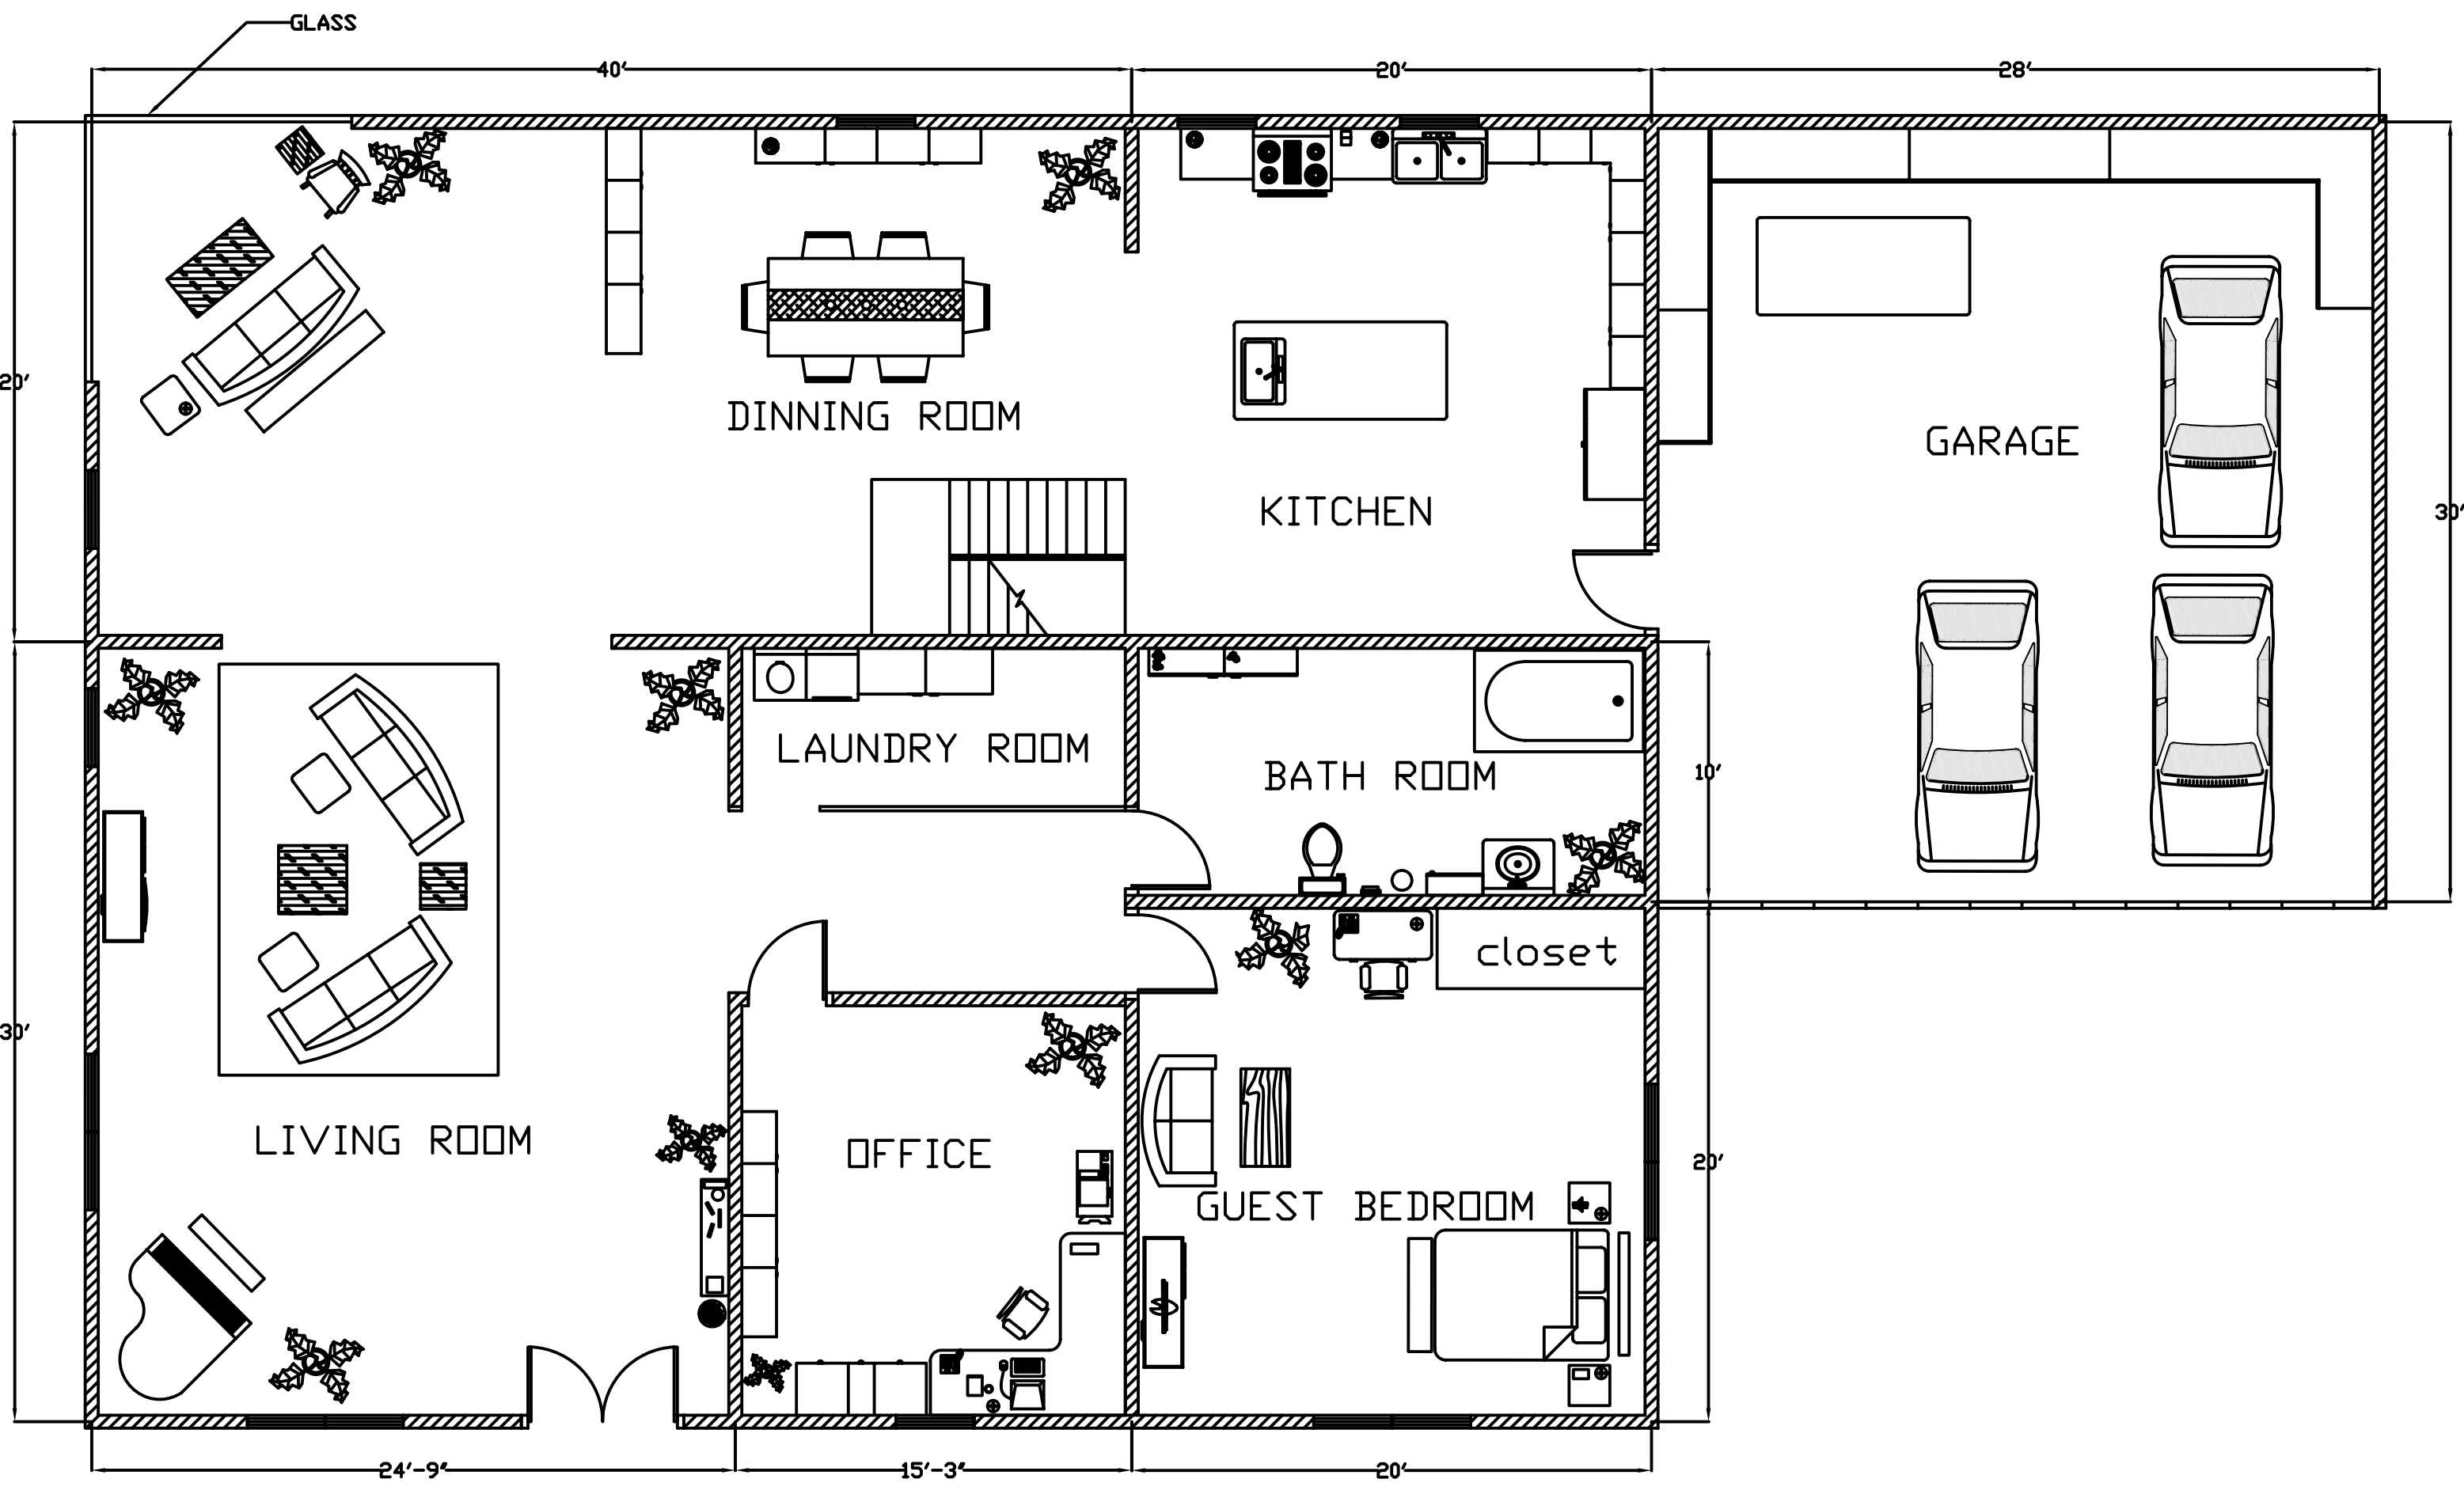 GLASS
40'
20'
28'
20'
30'
DINNING ROOM
GARAGE
KITCHEN
LAUNDRY ROOM
BATH ROOM
10'
closet
30'
LIVING ROOM
OFFICE
20'
GUEST BEDROOM
24'-9"
15'-3"
20'